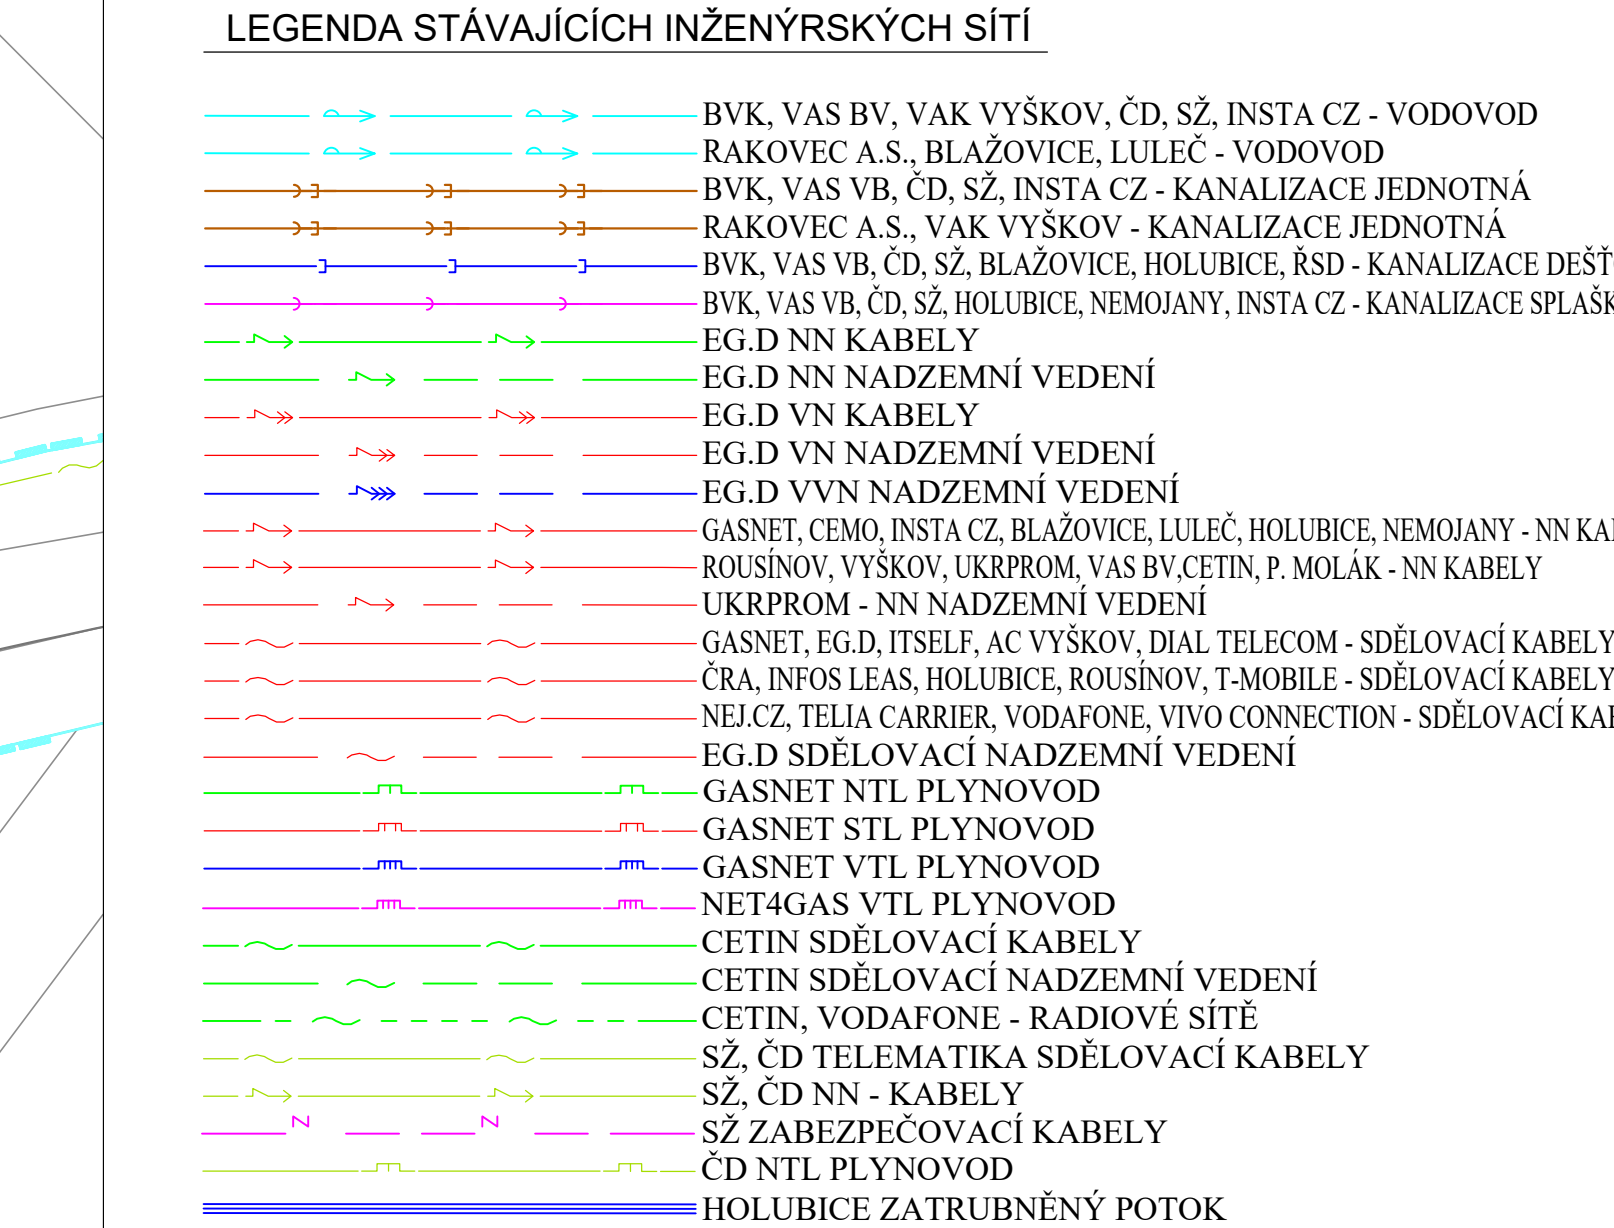 LEGENDA STÁVAJÍCÍCH INŽENÝRSKÝCH SÍTÍ
BVK, VAS BV, VAK VYŠKOV, ČD, SŽ, INSTA CZ - VODOVOD
RAKOVEC A.S., BLAŽOVICE, LULEČ - VODOVOD
BVK, VAS VB, ČD, SŽ, INSTA CZ - KANALIZACE JEDNOTNÁ
RAKOVEC A.S., VAK VYŠKOV - KANALIZACE JEDNOTNÁ
BVK, VAS VB, ČD, SŽ, BLAŽOVICE, HOLUBICE, ŘSD - KANALIZACE
BVK, VAS VB, ČD, SŽ, HOLUBICE, NEMOJANY, INSTA CZ - KANALIZACE
EG.D NN KABELY
EG.D NN NADZEMNÍ VEDENÍ
EG.D VN KABELY
EG.D VN NADZEMNÍ VEDENÍ
EG.D VVN NADZEMNÍ VEDENÍ
GASNET, CEMO, INSTA CZ, BLAŽOVICE, LULEČ, HOLUBICE, NEMOJANY - NN
ROUSÍNOV, VYŠKOV, UKRPROM, VAS BV,CETIN, P. MOLÁK - NN KABELY
UKRPROM - NN NADZEMNÍ VEDENÍ
GASNET, EG.D, ITSELF, AC VYŠKOV, DIAL TELECOM - SDĚLOVACÍ KABELY
ČRA, INFOS LEAS, HOLUBICE, ROUSÍNOV, T-MOBILE - SDĚLOVACÍ KABELY
NEJ.CZ, TELIA CARRIER, VODAFONE, VIVO CONNECTION - SDĚLOVACÍ
EG.D SDĚLOVACÍ NADZEMNÍ VEDENÍ
GASNET NTL PLYNOVOD
GASNET STL PLYNOVOD
GASNET VTL PLYNOVOD
NET4GAS VTL PLYNOVOD
CETIN SDĚLOVACÍ KABELY
CETIN SDĚLOVACÍ NADZEMNÍ VEDENÍ
CETIN, VODAFONE - RADIOVÉ SÍTĚ
SŽ, ČD TELEMATIKA SDĚLOVACÍ KABELY
SŽ, ČD NN - KABELY
SŽ ZABEZPEČOVACÍ KABELY
ČD NTL PLYNOVOD
HOLUBICE ZATRUBNĚNÝ POTOK